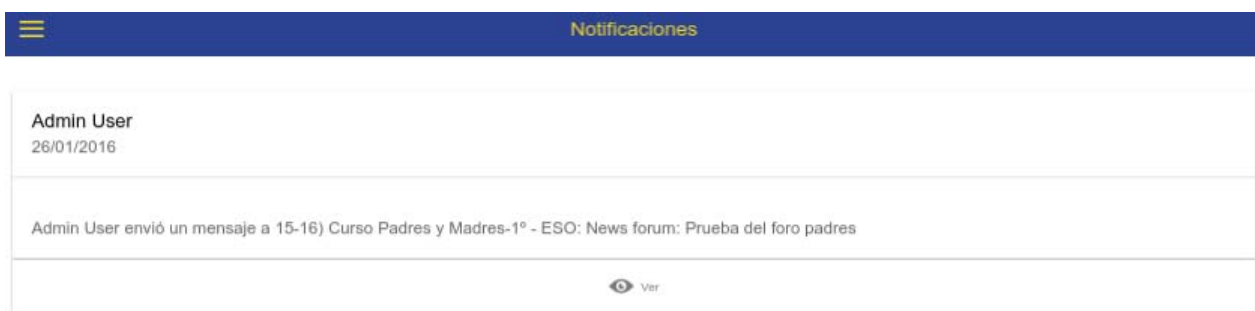 Notificaciones
Admin User
26/01/2016
Admin User envió un mensaje a 15-16) Curso Padres y Madres-1º - ESO: News forum: Prueba del foro padres
Ver